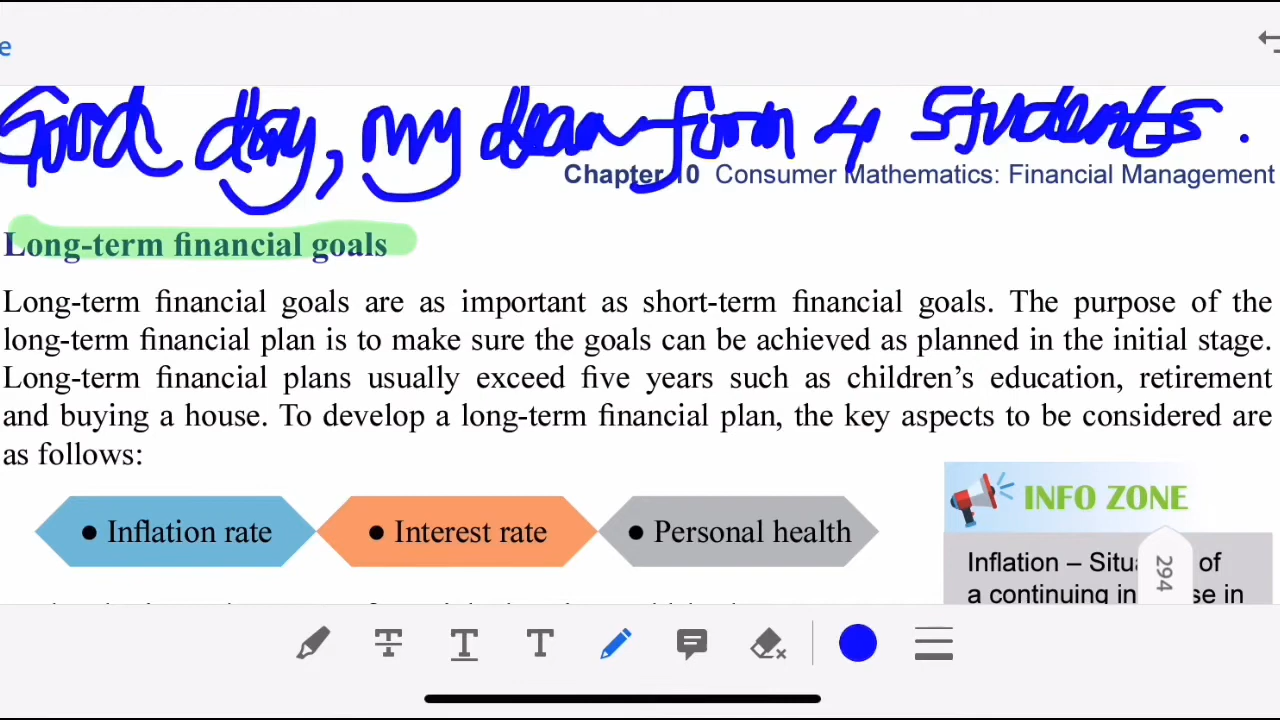 e
Good day, my dear form 4 students.
Chapter 10 Consumer Mathematics: Financial Management
Long-term financial goals
Long-term financial goals are as important as short-term financial goals. The purpose of the
long-term financial plan is to make sure the goals can be achieved as planned in the initial stage.
Long-term financial plans usually exceed five years such as children's education, retirement
and buying a house. To develop a long-term financial plan, the key aspects to be considered are
as follows:
● Inflation rate ● Interest rate ● Personal health
INFO ZONE
Inflation – Situa of
a continuing in se in
294
T T T